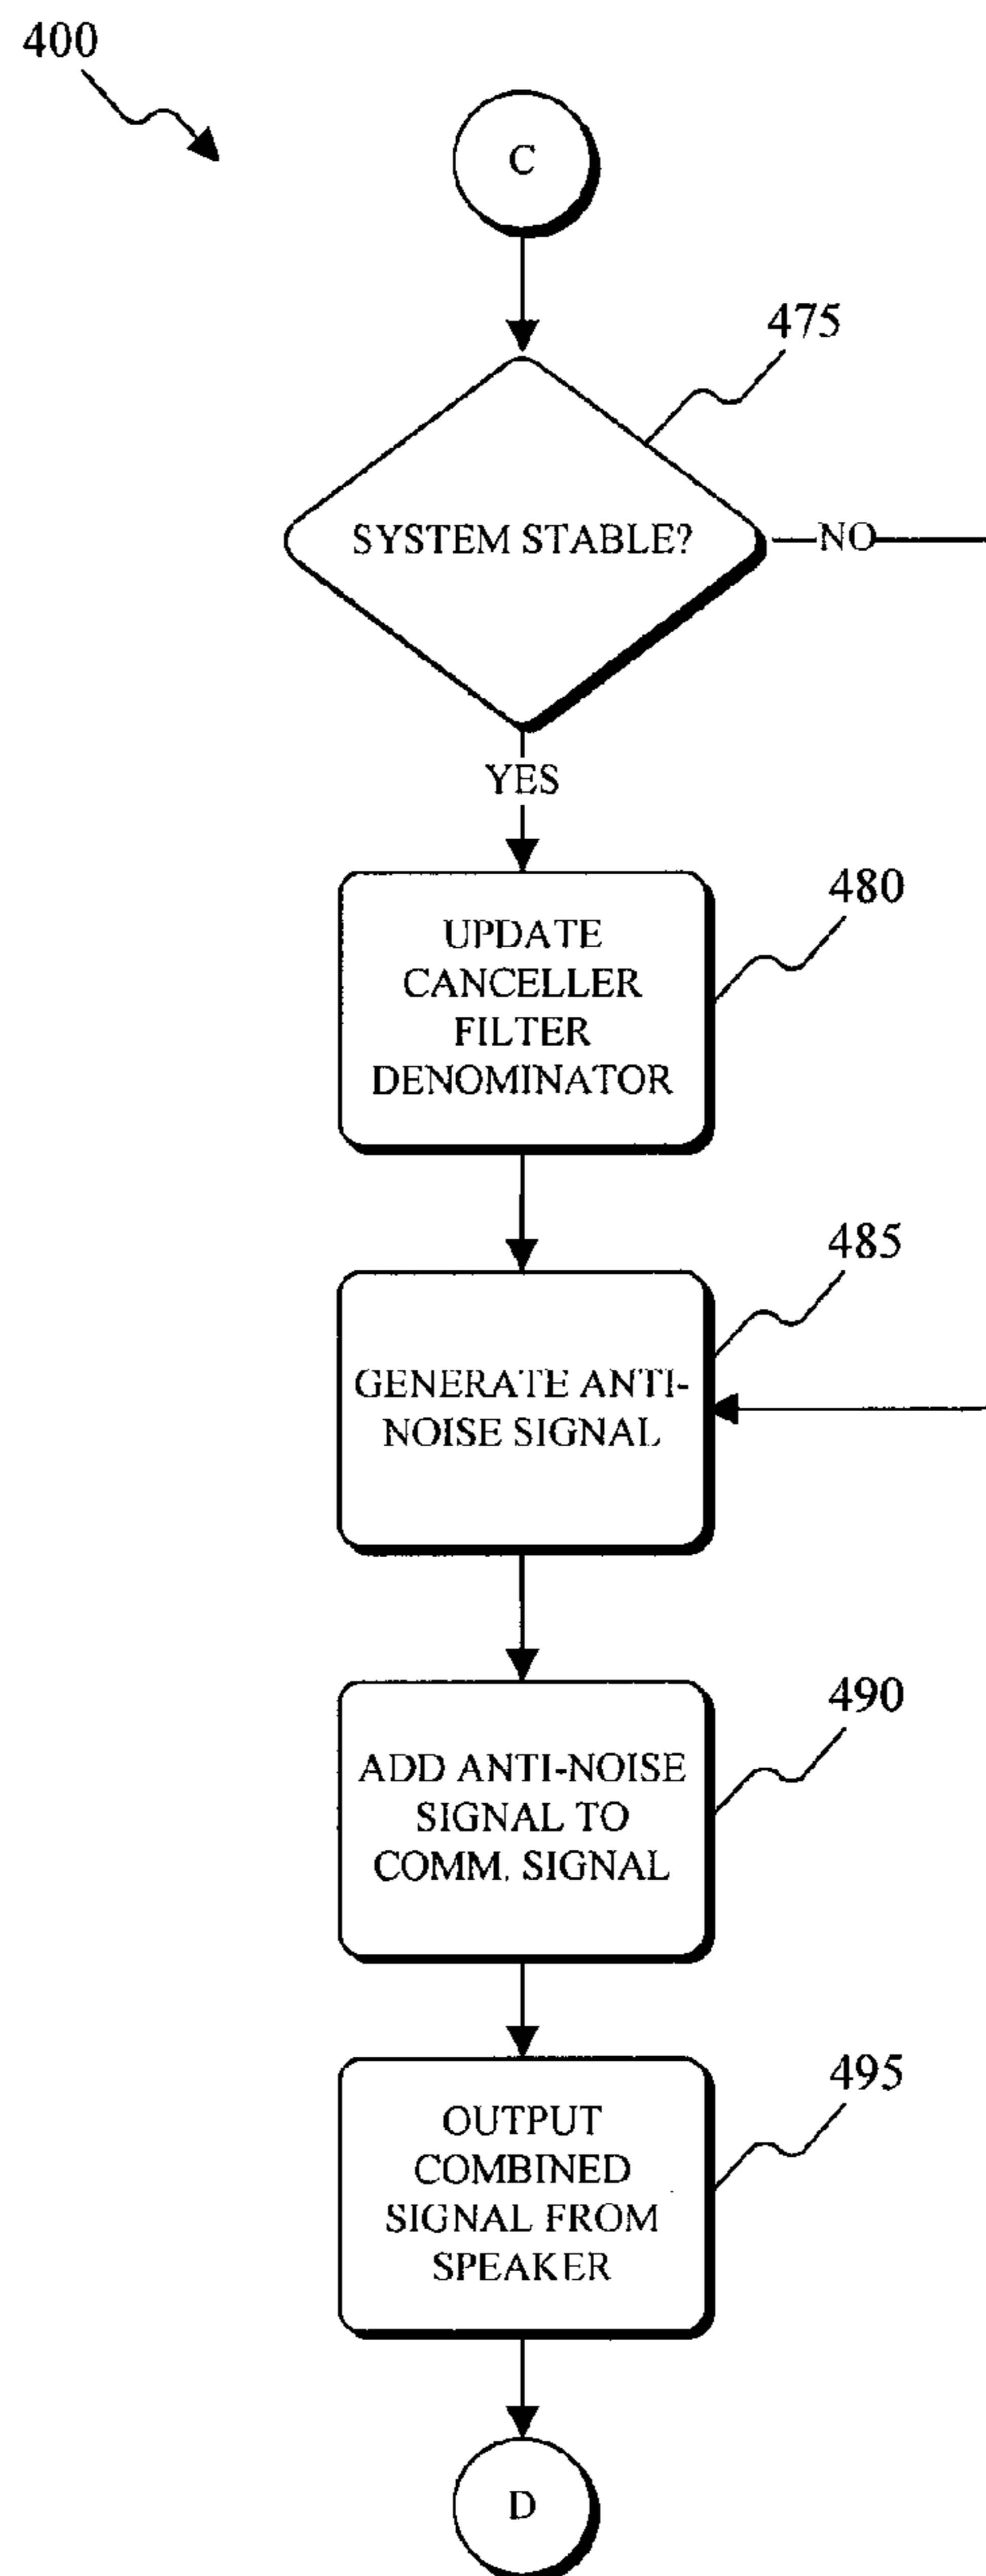 400
C
475
SYSTEM STABLE?
NO
YES
480
UPDATE
CANCELLER
FILTER
DENOMINATOR
485
GENERATE ANTI-
NOISE SIGNAL
490
ADD ANTI-NOISE
SIGNAL TO
COMM. SIGNAL
495
OUTPUT
COMBINED
SIGNAL FROM
SPEAKER
D